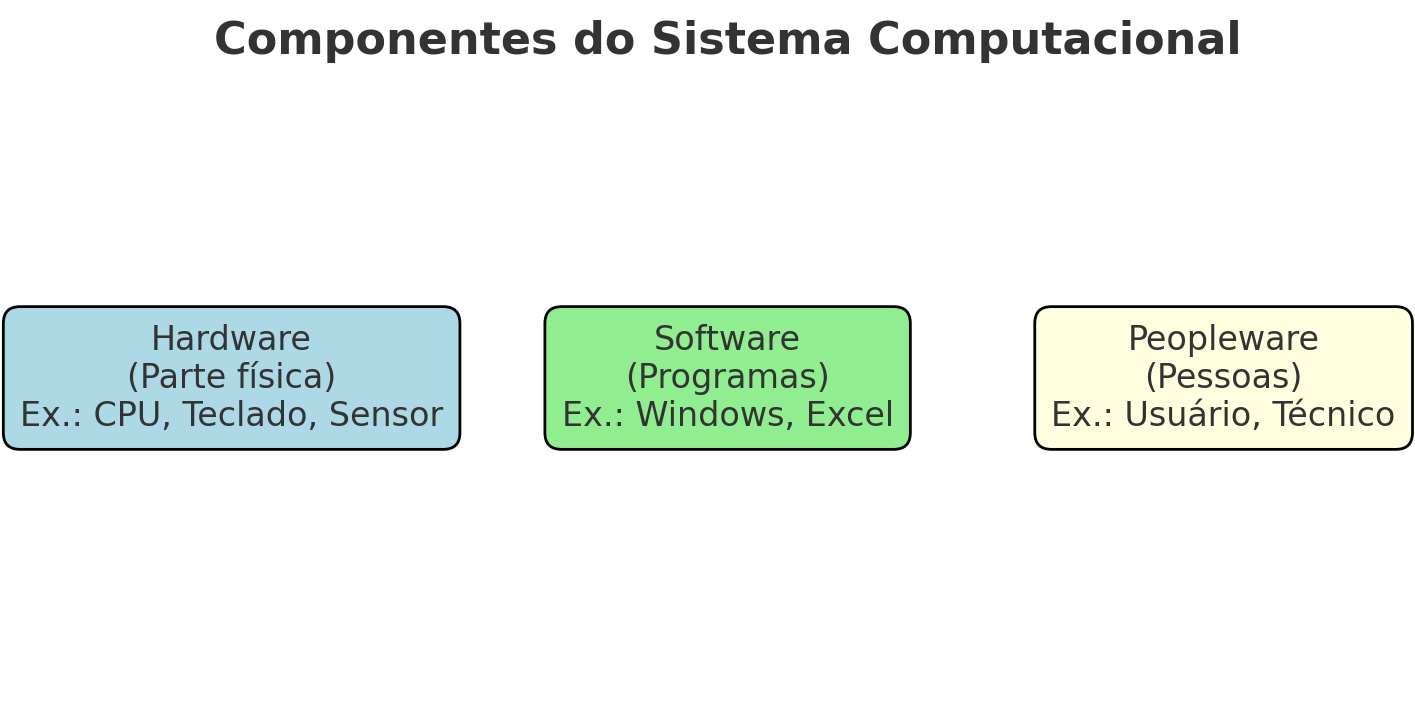 Componentes do Sistema Computacional
Hardware
(Parte física)
Ex.: CPU, Teclado, Sensor
Software
(Programas)
Ex.: Windows, Excel
Peopleware
(Pessoas)
Ex.: Usuário, Técnico